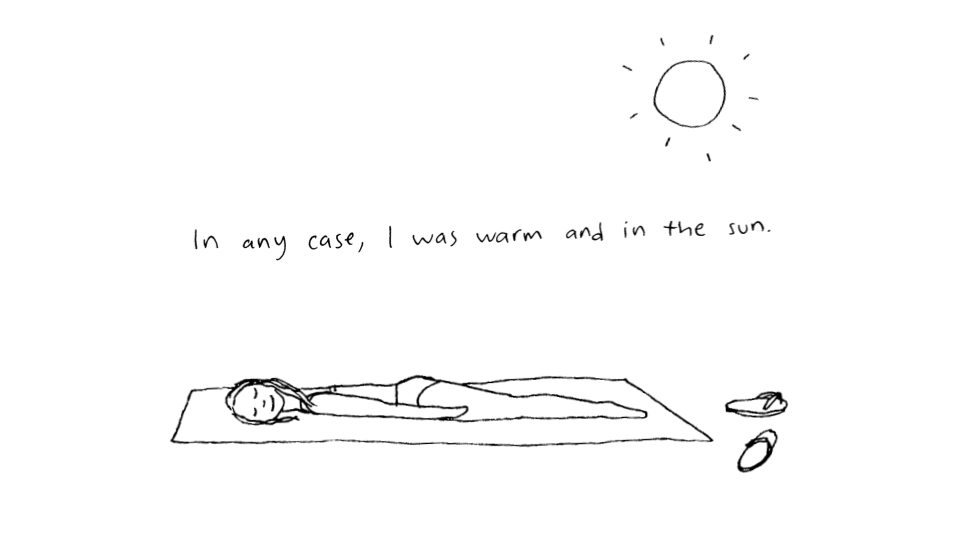 In any case, I was warm and in the sun.